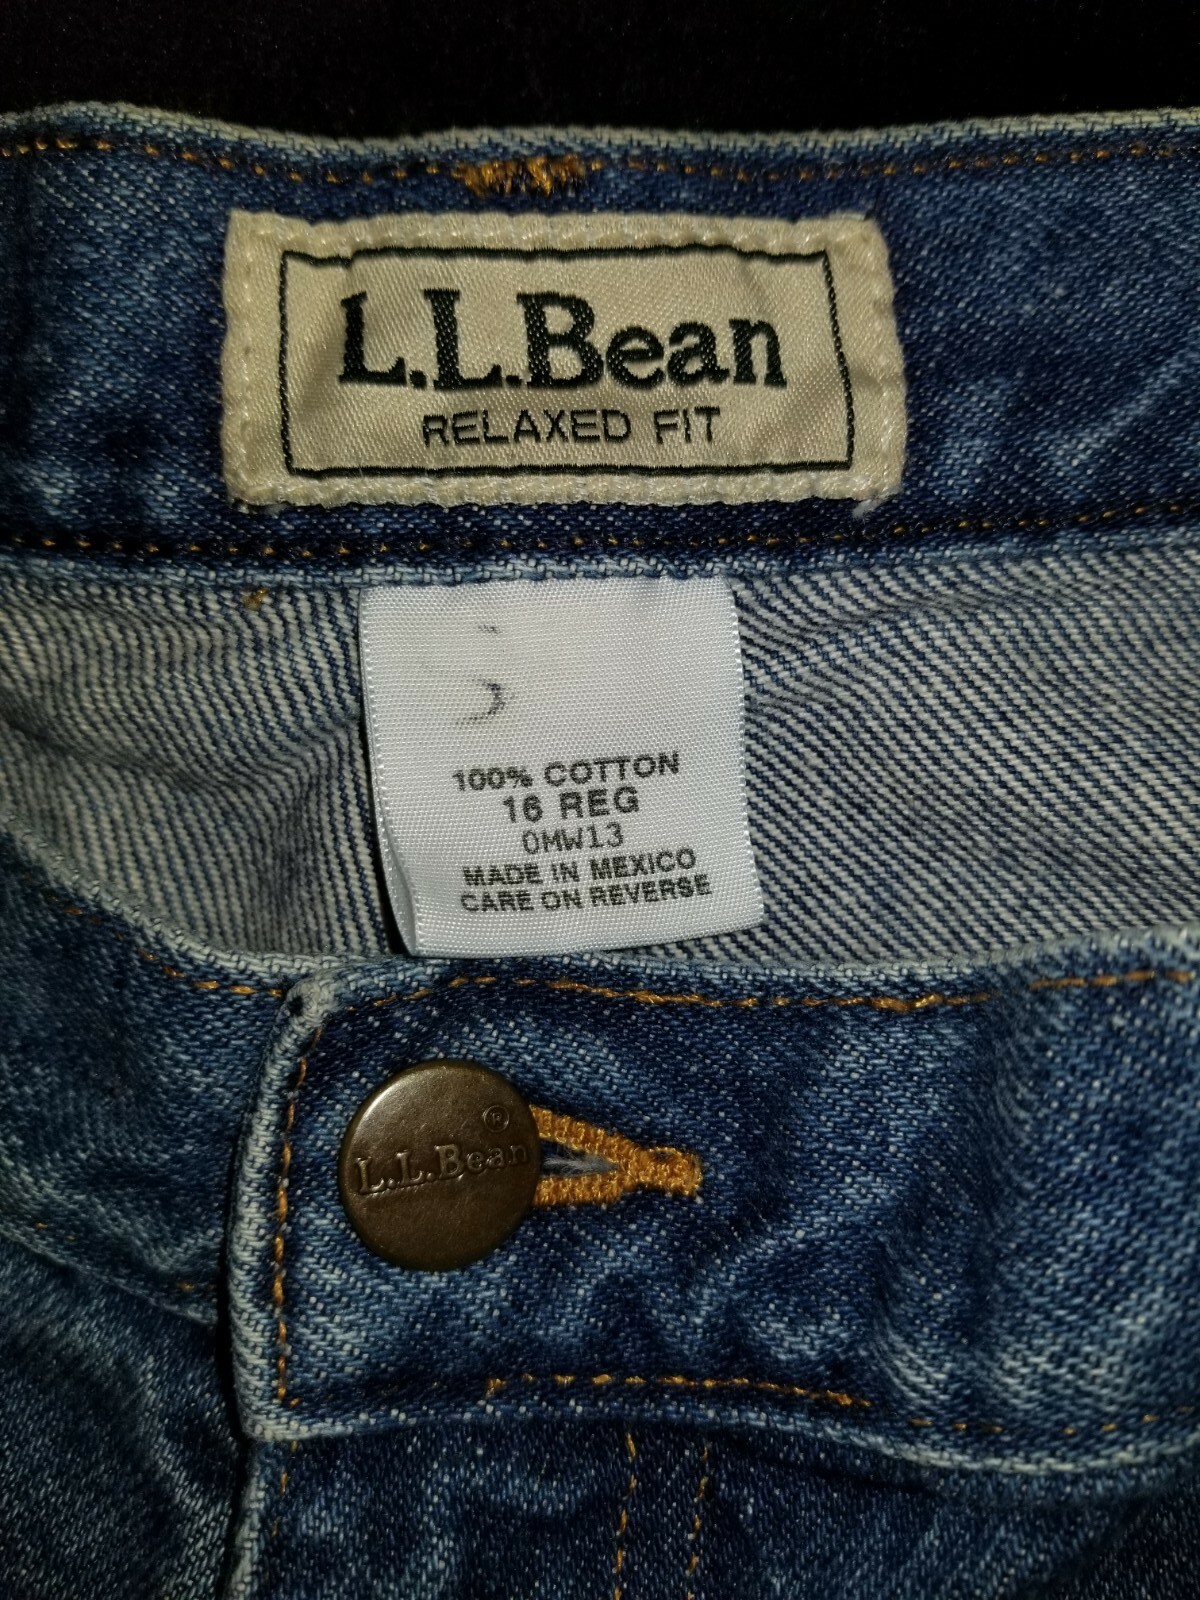 L.L.Bean
RELAXED FIT
100% COTTON
16 REG
0MW13
MADE IN MEXICO
CARE ON REVERSE
®
L.L.Bean